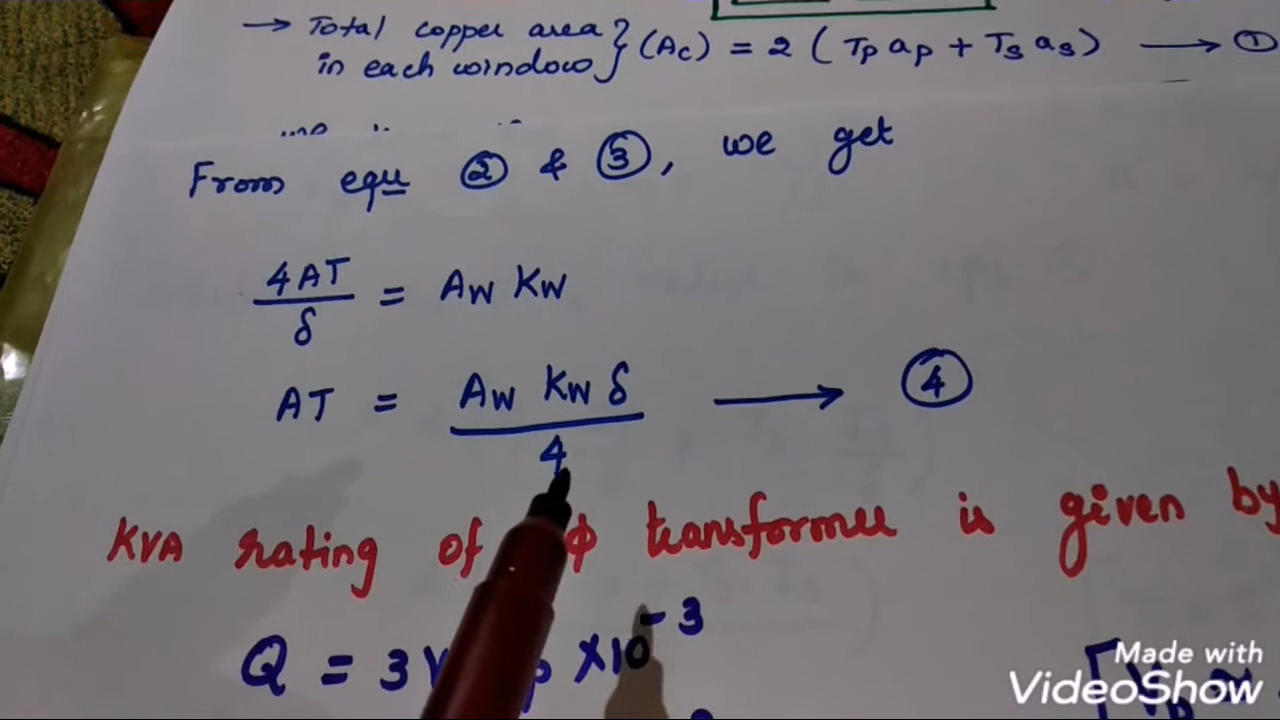 → Total copper area
in each window } (Ac) = 2 ( Tp ap + Ts as ) → ①
From equ ② & ③, we get
4AT / δ = Aw Kw
AT = Aw Kw δ / 4 → ④
KVA rating of ϕ transformer is given by
Q = 3 ×10⁻³
Made with
VideoShow